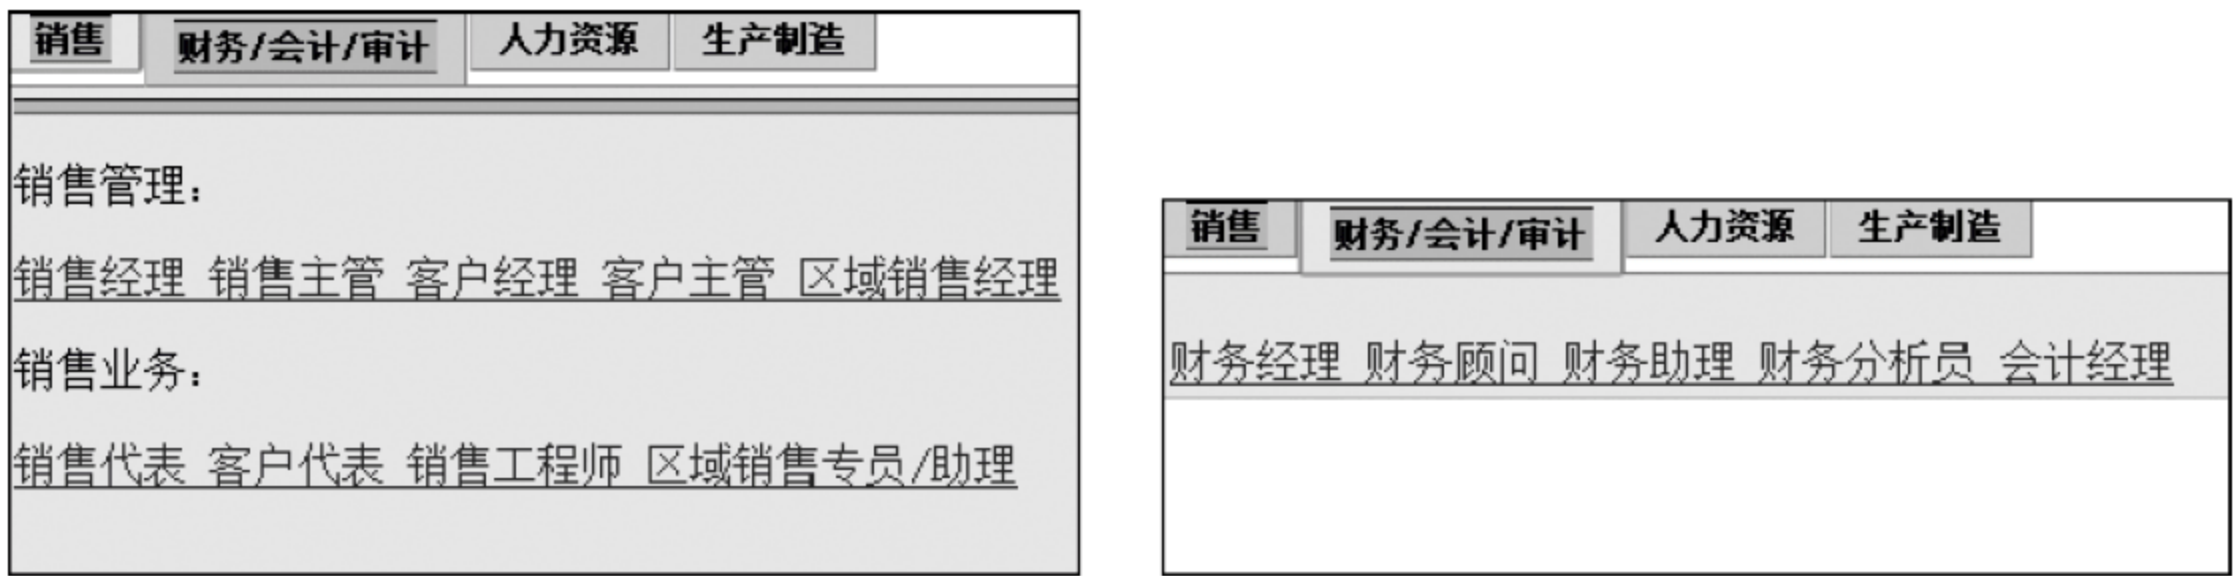 销售 财务/会计/审计 人力资源 生产制造
销售管理：
销售经理 销售主管 客户经理 客户主管 区域销售经理
销售业务：
销售代表 客户代表 销售工程师 区域销售专员/助理
销售 财务/会计/审计 人力资源 生产制造
财务经理 财务顾问 财务助理 财务分析员 会计经理